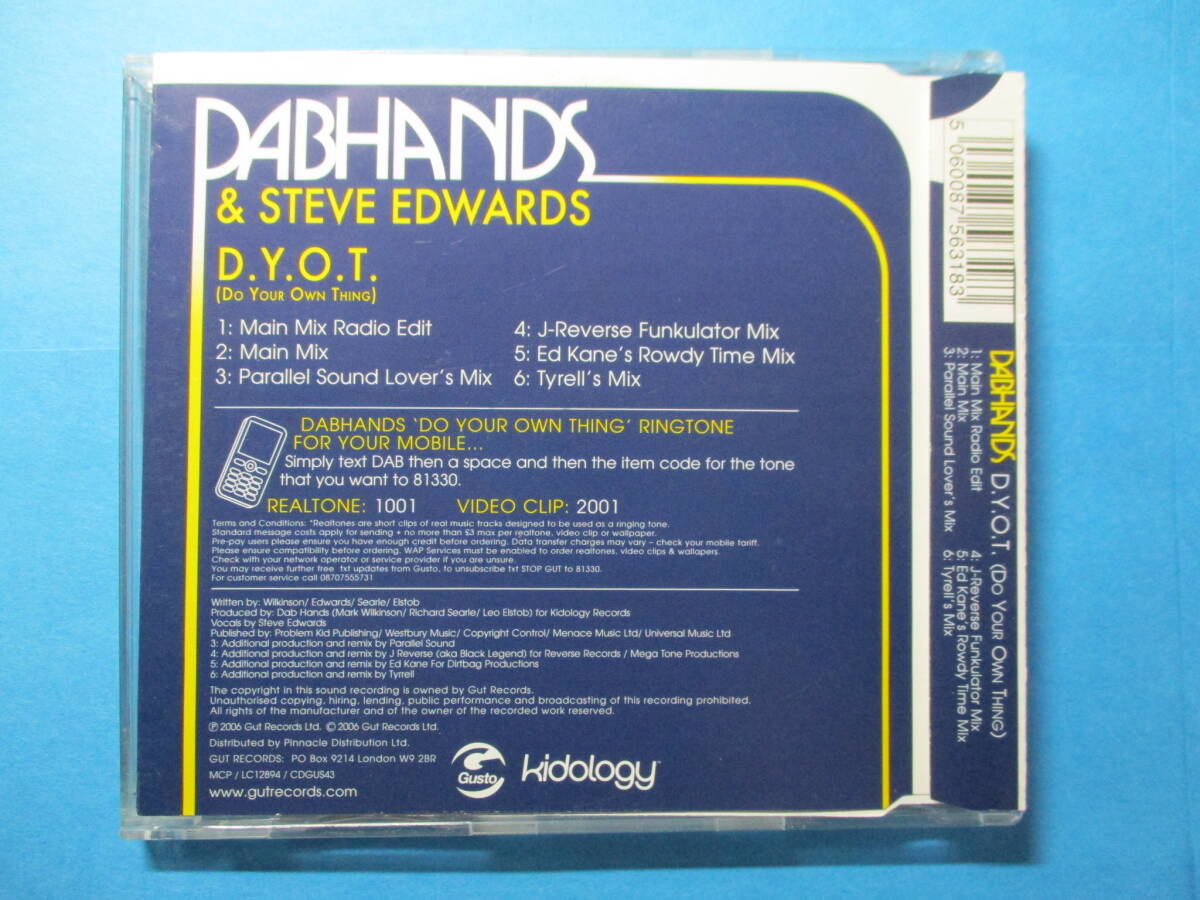 DABHANDS
& STEVE EDWARDS
D.Y.O.T.
(DO YOUR OWN THING)
1: Main Mix Radio Edit
2: Main Mix
3: Parallel Sound Lover's Mix
4: J-Reverse Funkulator Mix
5: Ed Kane's Rowdy Time Mix
6: Tyrell's Mix
DABHANDS 'DO YOUR OWN THING' RINGTONE
FOR YOUR MOBILE...
Simply text DAB then a space and then the item code for the tone
that you want to 81330.
REALTONE: 1001 VIDEO CLIP: 2001
Terms and Conditions: *Realtones are short clips of real music tracks designed to be used as a ringing tone.
Standard message costs apply for sending + no more than £3 max per realtone, video clip or wallpaper.
Pre-pay users please ensure you have enough credit before ordering. Data transfer charges may vary – check your mobile tariff.
Please ensure compatibility before ordering. WAP Services must be enabled to order realtones, video clips & wallapers.
Check with your network operator or service provider if you are unsure.
You may receive further free txt updates from Gusto, to unsubscribe txt STOP GUT to 81330.
For customer service call 08707555731
Written by: Wilkinson/ Edwards/ Searle/ Elstob
Produced by: Dab Hands (Mark Wilkinson/ Richard Searle/ Leo Elstob) for Kidology Records
Vocals by Steve Edwards
Published by: Problem Kid Publishing/ Westbury Music/ Copyright Control/ Menace Music Ltd/ Universal Music Ltd
3: Additional production and remix by Parallel Sound
4: Additional production and remix by J Reverse (aka Black Legend) for Reverse Records / Mega Tone Productions
5: Additional production and remix by Ed Kane For Dirtbag Productions
6: Additional production and remix by Tyrrell
The copyright in this sound recording is owned by Gut Records.
Unauthorised copying, hiring, lending, public performance and broadcasting of this recording prohibited.
All rights of the manufacturer and of the owner of the recorded work reserved.
℗ 2006 Gut Records Ltd. © 2006 Gut Records Ltd.
Distributed by Pinnacle Distribution Ltd.
GUT RECORDS: PO Box 9214 London W9 2BR
MCP / LC12894 / CDGUS43
www.gutrecords.com
Gusto
kidology™
5 060087 563183
DABHANDS D.Y.O.T. (DO YOUR OWN THING)
1: Main Mix Radio Edit
2: Main Mix
3: Parallel Sound Lover's Mix
4: J-Reverse Funkulator Mix
5: Ed Kane's Rowdy Time Mix
6: Tyrell's Mix